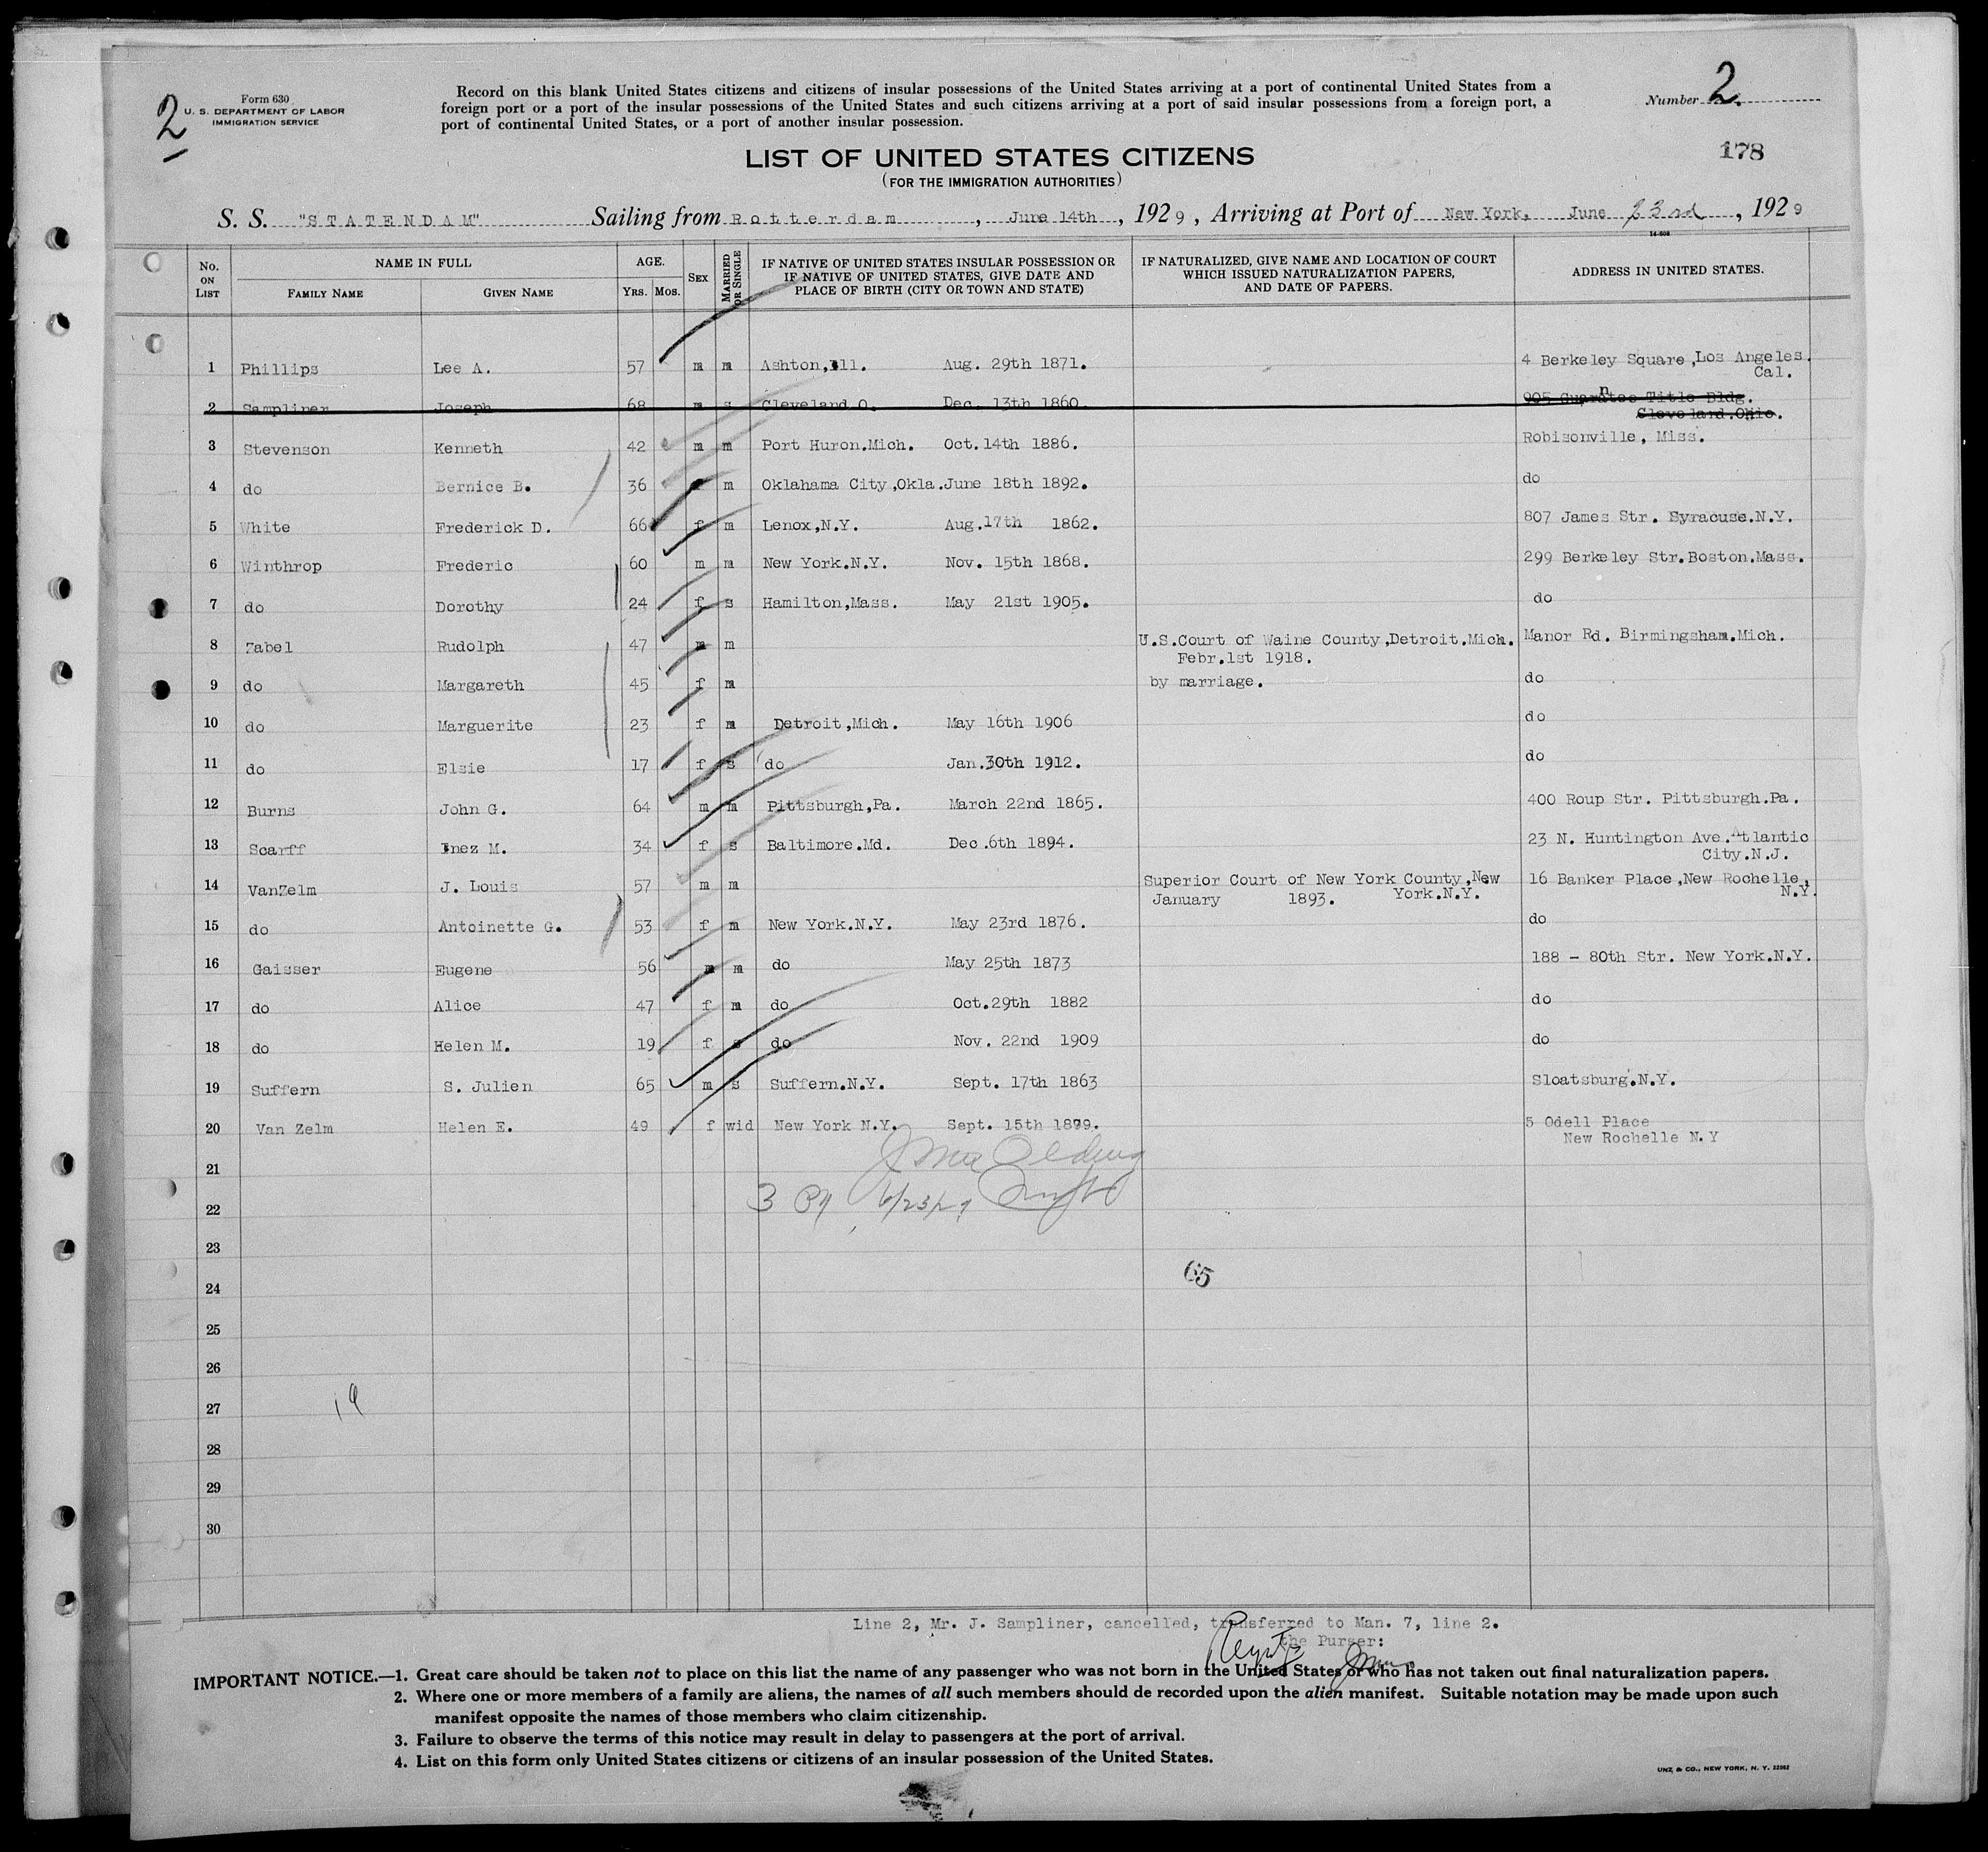 2
Form 630
U. S. DEPARTMENT OF LABOR
IMMIGRATION SERVICE
Record on this blank United States citizens and citizens of insular possessions of the United States arriving at a port of continental United States from a
foreign port or a port of the insular possessions of the United States and such citizens arriving at a port of said insular possessions from a foreign port, a
port of continental United States, or a port of another insular possession.
Number 2.
178
LIST OF UNITED STATES CITIZENS
(FOR THE IMMIGRATION AUTHORITIES)
S. S. "STATENDAM" Sailing from Rotterdam, June 14th, 1929, Arriving at Port of New York, June 23rd, 1929
14-508
No. ON LIST NAME IN FULL FAMILY NAME GIVEN NAME AGE. YRS. MOS. SEX MARRIED OR SINGLE IF NATIVE OF UNITED STATES INSULAR POSSESSION OR IF NATIVE OF UNITED STATES, GIVE DATE AND PLACE OF BIRTH (CITY OR TOWN AND STATE) IF NATURALIZED, GIVE NAME AND LOCATION OF COURT WHICH ISSUED NATURALIZATION PAPERS, AND DATE OF PAPERS. ADDRESS IN UNITED STATES.
1 Phillips Lee A. 57 m m Ashton,Ill. Aug. 29th 1871. 4 Berkeley Square,Los Angeles.
Cal.
2 Sampliner Joseph 68 m s Cleveland O. Dec. 13th 1860 905 Guarantee Title Bldg.
Cleveland.Ohio.
3 Stevenson Kenneth 42 m m Port Huron.Mich. Oct.14th 1886. Robisonville, Miss.
4 do Bernice B. 36 m Oklahama City,Okla. June 18th 1892. do
5 White Frederick D. 66 f m Lenox,N.Y. Aug.17th 1862. 807 James Str. Syracuse.N.Y.
6 Winthrop Frederic 60 m m New York.N.Y. Nov. 15th 1868. 299 Berkeley Str.Boston.Mass.
7 do Dorothy 24 f s Hamilton,Mass. May 21st 1905. do
8 Zabel Rudolph 47 m m U.S.Court of Waine County,Detroit.Mich. Manor Rd. Birmingsham.Mich.
Febr.1st 1918.
9 do Margareth 45 f m by marriage. do
10 do Marguerite 23 f m Detroit,Mich. May 16th 1906 do
11 do Elsie 17 f s do Jan.30th 1912. do
12 Burns John G. 64 m m Pittsburgh,Pa. March 22nd 1865. 400 Roup Str. Pittsburgh.Pa.
13 Scarff Inez M. 34 f s Baltimore.Md. Dec.6th 1894. 23 N. Huntington Ave.Atlantic
City.N.J.
14 VanZelm J. Louis 57 m m Superior Court of New York County,New 16 Banker Place,New Rochelle,
January 1893. York.N.Y. N.Y.
15 do Antoinette G. 53 f m New York.N.Y. May 23rd 1876. do
16 Gaisser Eugene 56 m m do May 25th 1873 188 - 80th Str. New York.N.Y.
17 do Alice 47 f m do Oct.29th 1882 do
18 do Helen M. 19 f s do Nov. 22nd 1909 do
19 Suffern S. Julien 65 m s Suffern.N.Y. Sept. 17th 1863 Sloatsburg.N.Y.
20 Van Zelm Helen E. 49 f wid New York N.Y. Sept. 15th 1879. 5 Odell Place
New Rochelle N.Y
21
22 6/23/29
23
65
24
25
26
19
27
28
29
30
Line 2, Mr. J. Sampliner, cancelled, transferred to Man. 7, line 2.
the Purser:
IMPORTANT NOTICE.—1. Great care should be taken not to place on this list the name of any passenger who was not born in the United States or who has not taken out final naturalization papers.
2. Where one or more members of a family are aliens, the names of all such members should de recorded upon the alien manifest. Suitable notation may be made upon such
manifest opposite the names of those members who claim citizenship.
3. Failure to observe the terms of this notice may result in delay to passengers at the port of arrival.
4. List on this form only United States citizens or citizens of an insular possession of the United States.
UNZ & CO., NEW YORK, N. Y. 22562